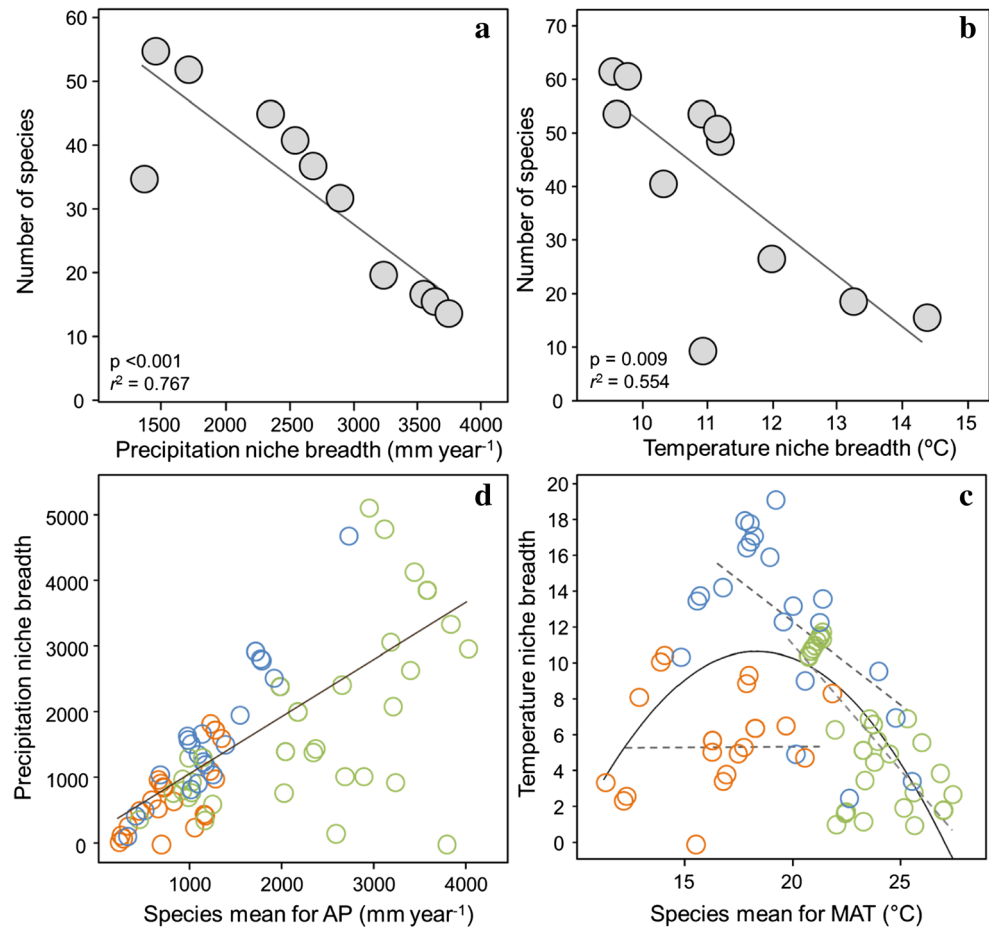 a
60
50
40
30
20
10
0
Number of species
p <0.001
r² = 0.767
1500 2000 2500 3000 3500 4000
Precipitation niche breadth (mm year⁻¹)
b
70
60
50
40
30
20
10
0
Number of species
p = 0.009
r² = 0.554
10 11 12 13 14 15
Temperature niche breadth (ºC)
d
5000
4000
3000
2000
1000
0
Precipitation niche breadth
1000 2000 3000 4000
Species mean for AP (mm year⁻¹)
c
20
18
16
14
12
10
8
6
4
2
0
Temperature niche breadth
15 20 25
Species mean for MAT (°C)